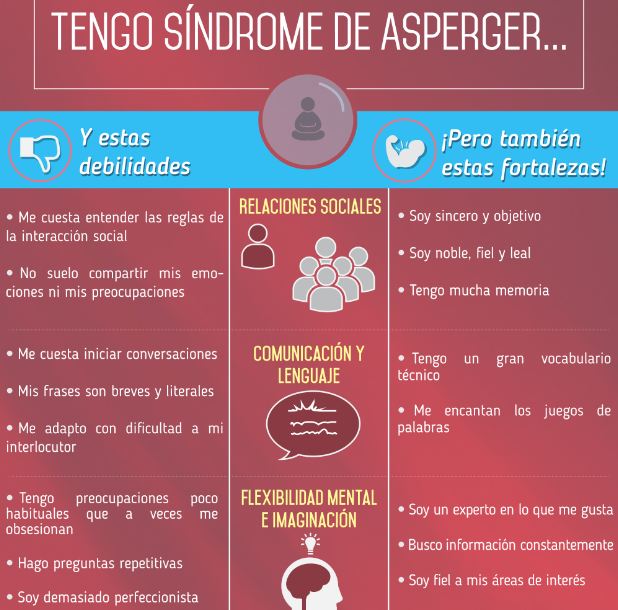 TENGO SÍNDROME DE ASPERGER...
Y estas
debilidades
¡Pero también
estas fortalezas!
RELACIONES SOCIALES
• Me cuesta entender las reglas de
la interacción social
• No suelo compartir mis emo-
ciones ni mis preocupaciones
• Soy sincero y objetivo
• Soy noble, fiel y leal
• Tengo mucha memoria
COMUNICACIÓN Y
LENGUAJE
• Me cuesta iniciar conversaciones
• Mis frases son breves y literales
• Me adapto con dificultad a mi
interlocutor
• Tengo un gran vocabulario
técnico
• Me encantan los juegos de
palabras
FLEXIBILIDAD MENTAL
E IMAGINACIÓN
• Tengo preocupaciones poco
habituales que a veces me
obsesionan
• Hago preguntas repetitivas
• Soy demasiado perfeccionista
• Soy un experto en lo que me gusta
• Busco información constantemente
• Soy fiel a mis áreas de interés